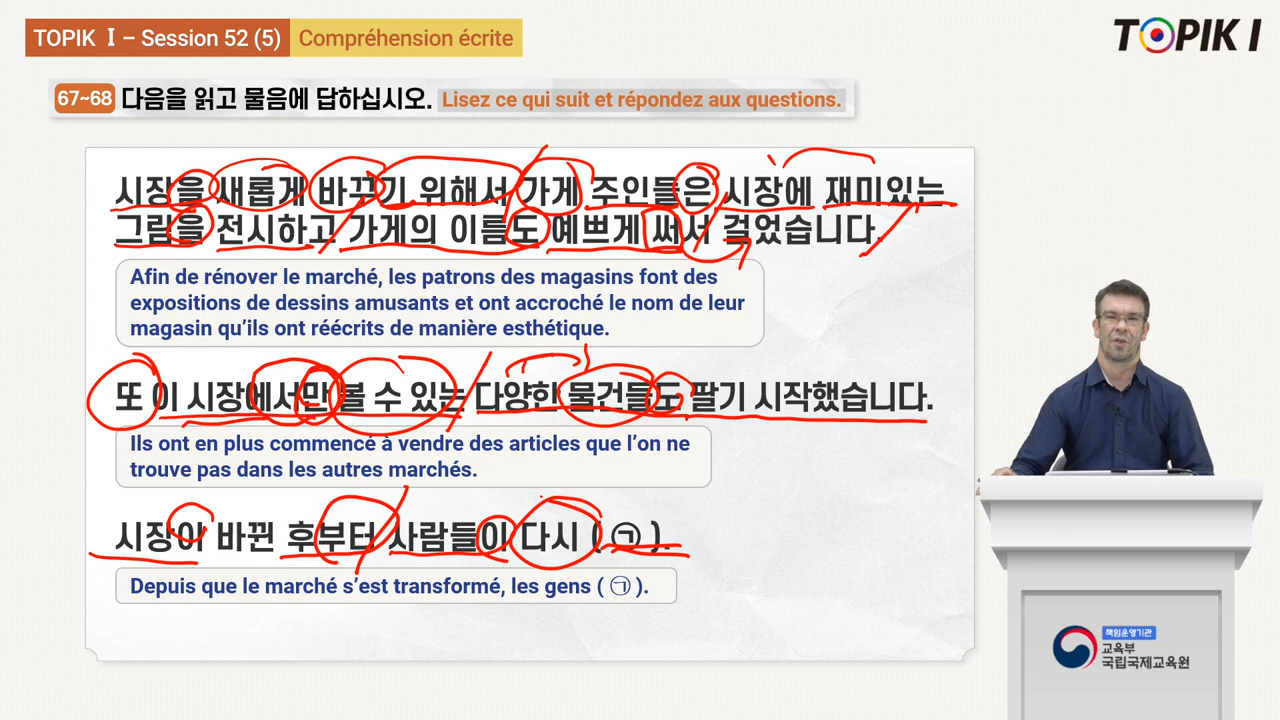 TOPIK Ⅰ – Session 52 (5) Compréhension écrite
TOPIK I
67~68 다음을 읽고 물음에 답하십시오. Lisez ce qui suit et répondez aux questions.
시장을 새롭게 바꾸기 위해서 가게 주인들은 시장에 재미있는
그림을 전시하고 가게의 이름도 예쁘게 써서 걸었습니다.
Afin de rénover le marché, les patrons des magasins font des
expositions de dessins amusants et ont accroché le nom de leur
magasin qu’ils ont réécrits de manière esthétique.
또 이 시장에서만 볼 수 있는 다양한 물건들도 팔기 시작했습니다.
Ils ont en plus commencé à vendre des articles que l’on ne
trouve pas dans les autres marchés.
시장이 바뀐 후부터 사람들이 다시 ( ㉠ ).
Depuis que le marché s’est transformé, les gens ( ㉠ ).
책임운영기관
교육부
국립국제교육원